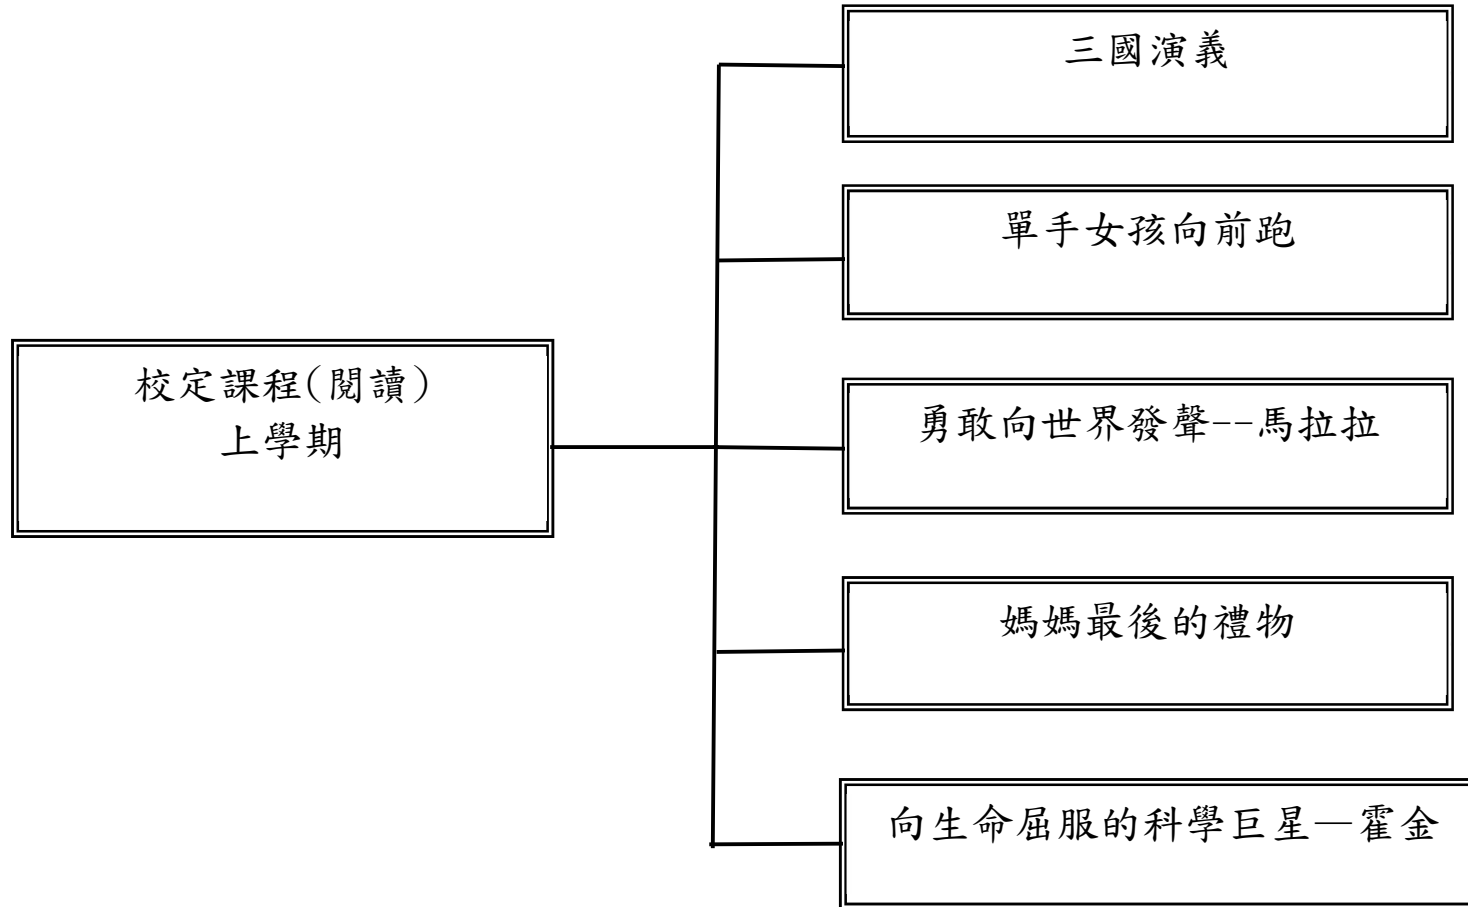 三國演義
單手女孩向前跑
校定課程(閱讀)
上學期
勇敢向世界發聲--馬拉拉
媽媽最後的禮物
向生命屈服的科學巨星—霍金